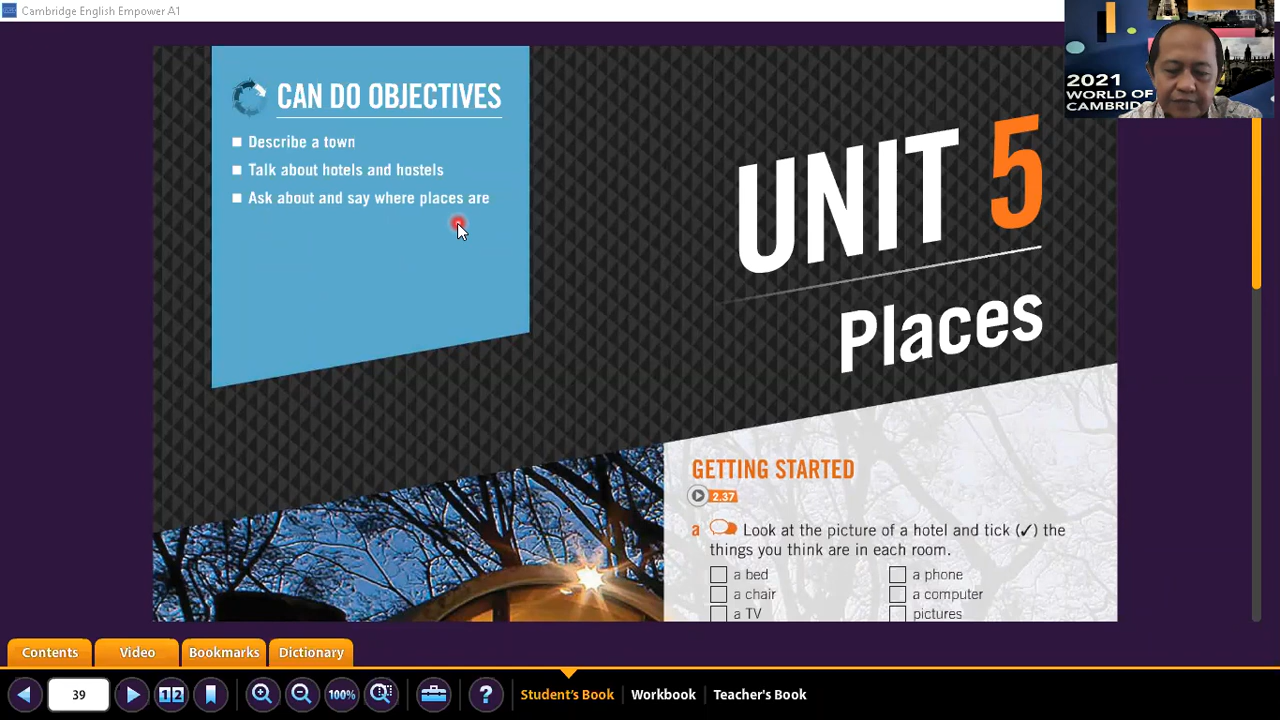 Cambridge English Empower A1
2021
WORLD OF
CAMBRID
CAN DO OBJECTIVES
Describe a town
Talk about hotels and hostels
Ask about and say where places are
UNIT 5
Places
GETTING STARTED
2.37
a Look at the picture of a hotel and tick (✓) the
things you think are in each room.
a bed
a phone
a chair
a computer
a TV
pictures
Contents
Video
Bookmarks
Dictionary
39
1 2
100%
?
Student's Book
Workbook
Teacher's Book